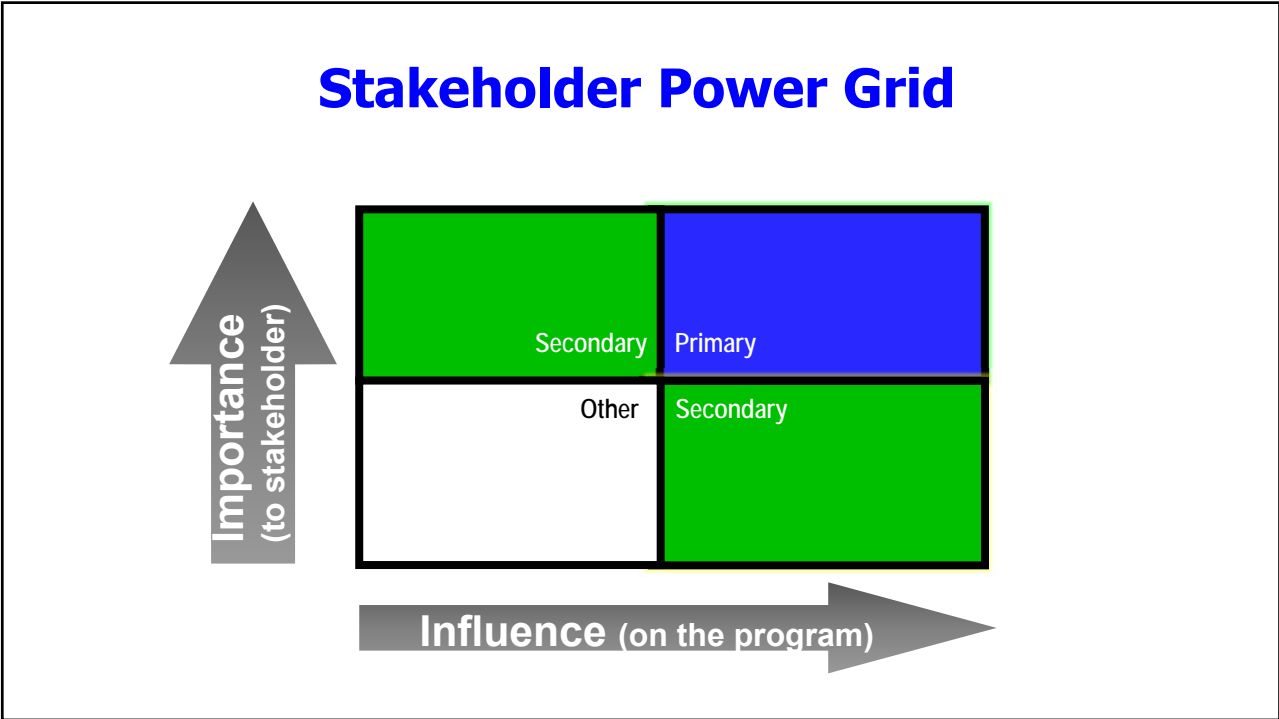 Stakeholder Power Grid
Importance
(to stakeholder)
Secondary
Primary
Other
Secondary
Influence (on the program)